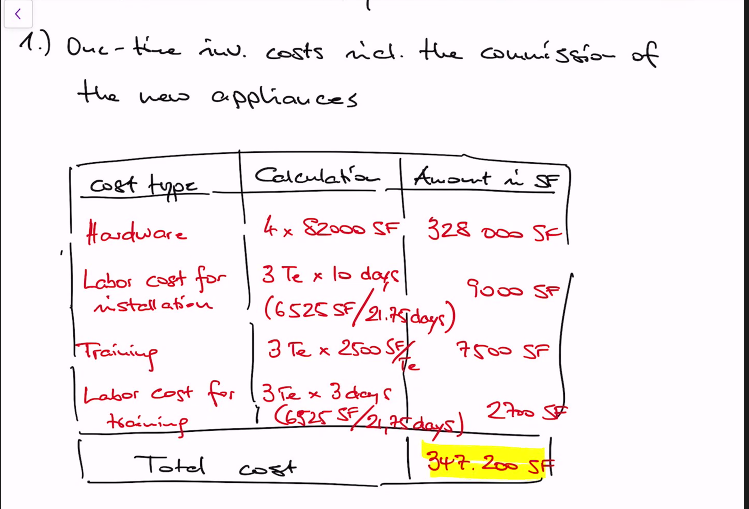 1.) One-time inv. costs incl. the commission of
the new appliances
Cost type Calculation Amount in SF
Hardware 4 x 82000 SF 328 000 SF
Labor cost for 3 Te x 10 days 9000 SF
installation (6525 SF/21.75 days)
Training 3 Te x 2500 SF/Te 7500 SF
Labor cost for 3 Te x 3 days 2700 SF
training (6525 SF/21,75 days)
Total cost 347.200 SF